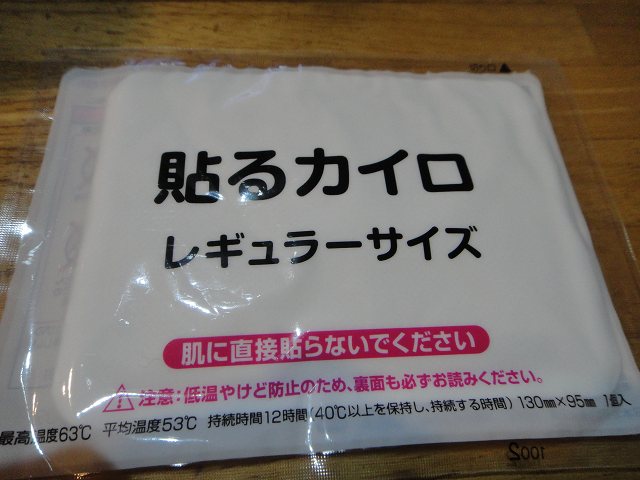 貼るカイロ
レギュラーサイズ
肌に直接貼らないでください
注意:低温やけど防止のため、裏面も必ずお読みください。
最高温度63℃ 平均温度53℃ 持続時間12時間(40℃以上を保持し、持続する時間) 130mm×95mm 1個入
1002